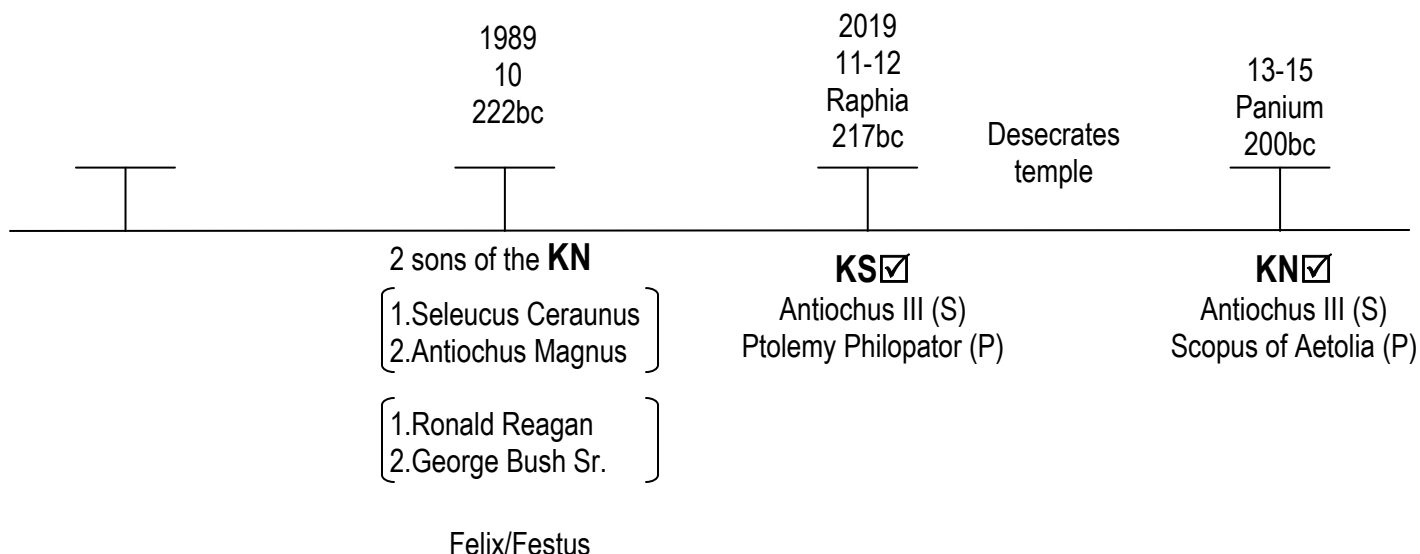 1989
10
222bc
2019
11-12
Raphia
217bc
Desecrates
temple
13-15
Panium
200bc
2 sons of the KN
1.Seleucus Ceraunus
2.Antiochus Magnus
1.Ronald Reagan
2.George Bush Sr.
Felix/Festus
KS☑
Antiochus III (S)
Ptolemy Philopator (P)
KN☑
Antiochus III (S)
Scopus of Aetolia (P)